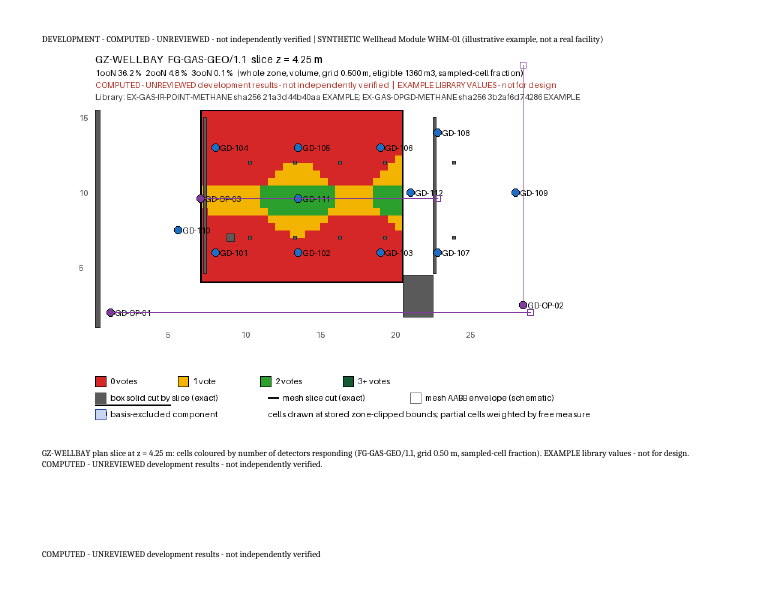 DEVELOPMENT - COMPUTED - UNREVIEWED - not independently verified | SYNTHETIC Wellhead Module WHM-01 (illustrative example, not a real facility)
GZ-WELLBAY FG-GAS-GEO/1.1 slice z = 4.25 m
1ooN 36.2% 2ooN 4.8% 3ooN 0.1% (whole zone, volume, grid 0.500 m, eligible 1360 m3, sampled-cell fraction)
COMPUTED - UNREVIEWED development results - not independently verified | EXAMPLE LIBRARY VALUES - not for design
Library: EX-GAS-IR-POINT-METHANE sha256 21a3d44b40aa EXAMPLE; EX-GAS-OPGD-METHANE sha256 3b2af6d74286 EXAMPLE
15
GD-108
GD-104
GD-105
GD-106
10
GD-112
GD-109
GD-OP-03
GD-111
GD-110
GD-101
GD-102
GD-103
GD-107
5
GD-OP-02
GD-OP-01
5
10
15
20
25
0 votes
1 vote
2 votes
3+ votes
box solid cut by slice (exact)
mesh slice cut (exact)
mesh AABB envelope (schematic)
basis-excluded component
cells drawn at stored zone-clipped bounds; partial cells weighted by free measure
GZ-WELLBAY plan slice at z = 4.25 m: cells coloured by number of detectors responding (FG-GAS-GEO/1.1, grid 0.50 m, sampled-cell fraction). EXAMPLE library values - not for design.
COMPUTED - UNREVIEWED development results - not independently verified.
COMPUTED - UNREVIEWED development results - not independently verified